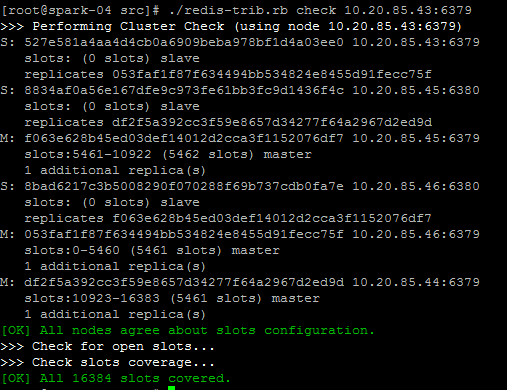 [root@spark-04 src]# ./redis-trib.rb check 10.20.85.43:6379
>>> Performing Cluster Check (using node 10.20.85.43:6379)
S: 527e581a4aa4d4cb0a6909beba978bf1d4a03ee0 10.20.85.43:6379
slots: (0 slots) slave
replicates 053faf1f87f634494bb534824e8455d91fecc75f
S: 8834af0a56e167dfe9c973fe61bb3fc9d1436f4c 10.20.85.45:6380
slots: (0 slots) slave
replicates df2f5a392cc3f59e8657d34277f64a2967d2ed9d
M: f063e628b45ed03def14012d2cca3f1152076df7 10.20.85.45:6379
slots:5461-10922 (5462 slots) master
1 additional replica(s)
S: 8bad6217c3b5008290f070288f69b737cdb0fa7e 10.20.85.46:6380
slots: (0 slots) slave
replicates f063e628b45ed03def14012d2cca3f1152076df7
M: 053faf1f87f634494bb534824e8455d91fecc75f 10.20.85.46:6379
slots:0-5460 (5461 slots) master
1 additional replica(s)
M: df2f5a392cc3f59e8657d34277f64a2967d2ed9d 10.20.85.44:6379
slots:10923-16383 (5461 slots) master
1 additional replica(s)
[OK] All nodes agree about slots configuration.
>>> Check for open slots...
>>> Check slots coverage...
[OK] All 16384 slots covered.